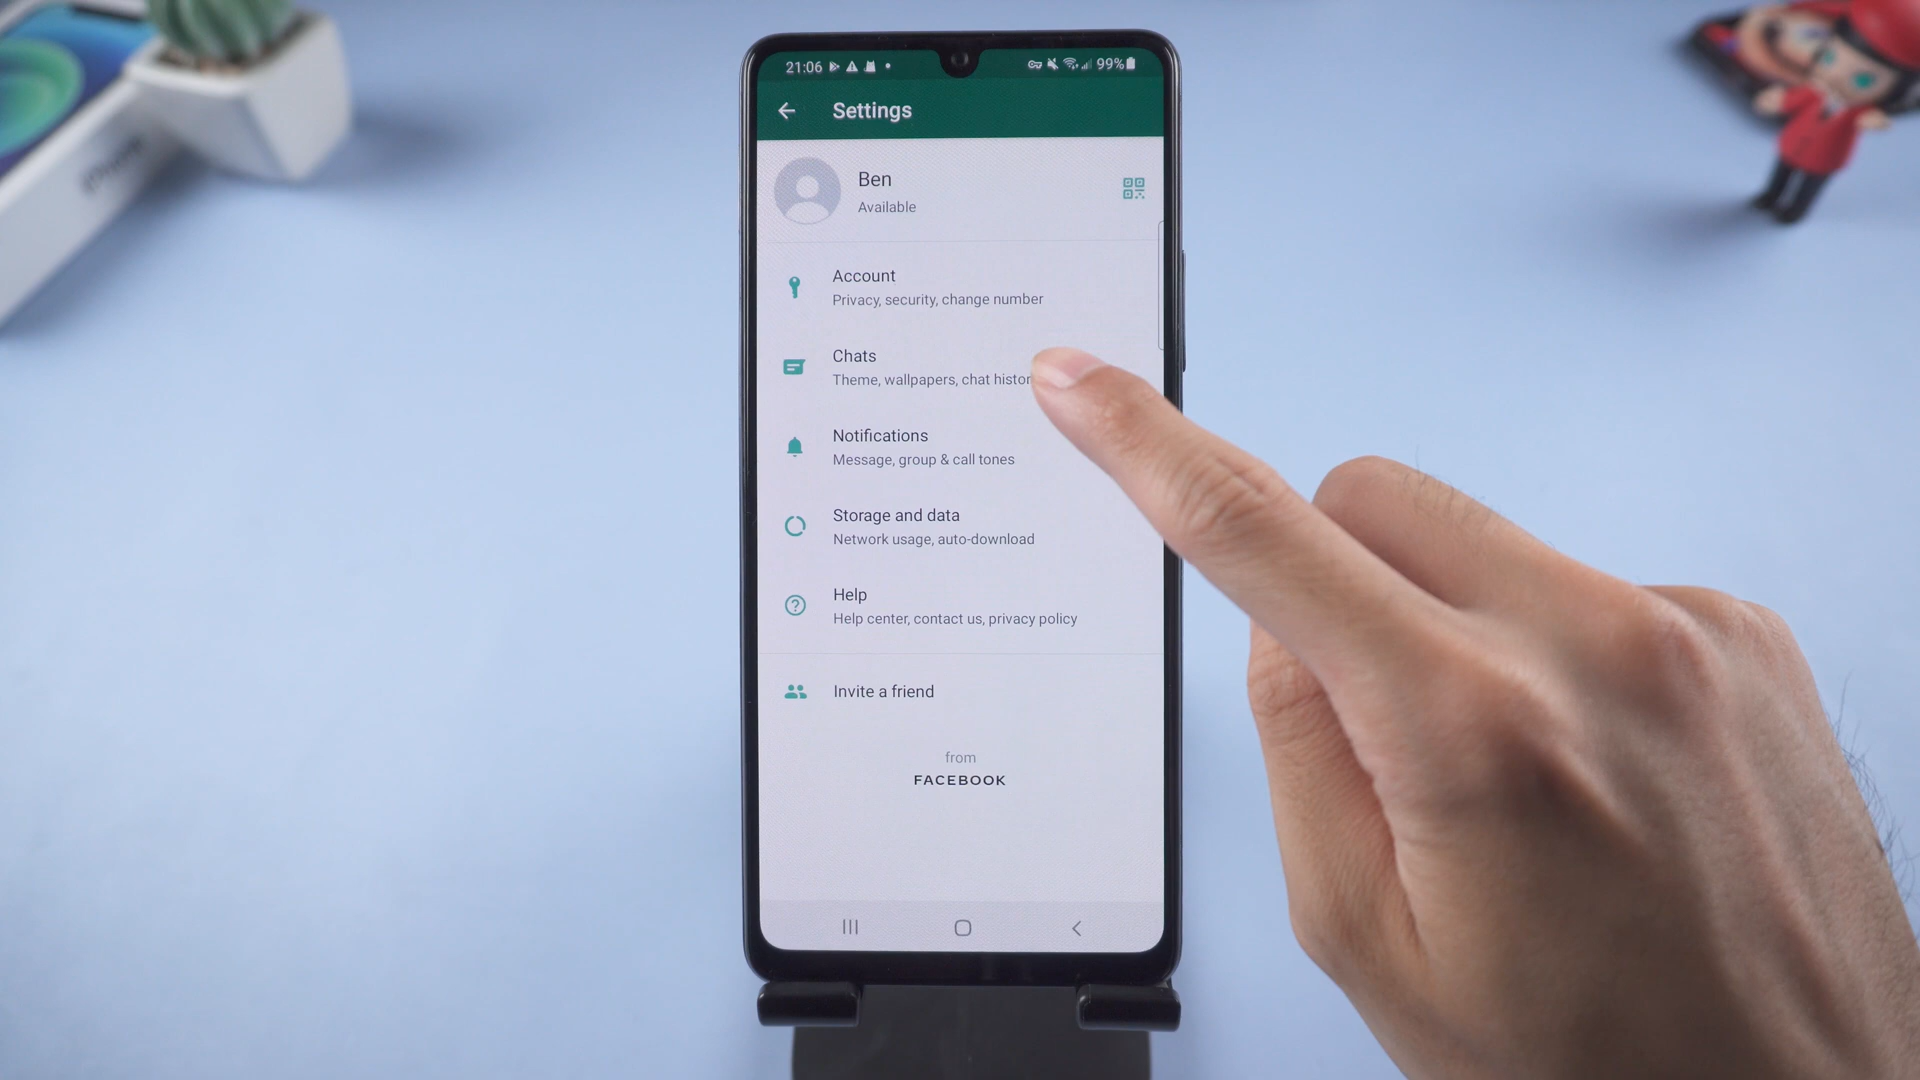 21:06
99%
Settings
Ben
Available
Account
Privacy, security, change number
Chats
Theme, wallpapers, chat histor
Notifications
Message, group & call tones
Storage and data
Network usage, auto-download
Help
Help center, contact us, privacy policy
Invite a friend
from
FACEBOOK
iPhone